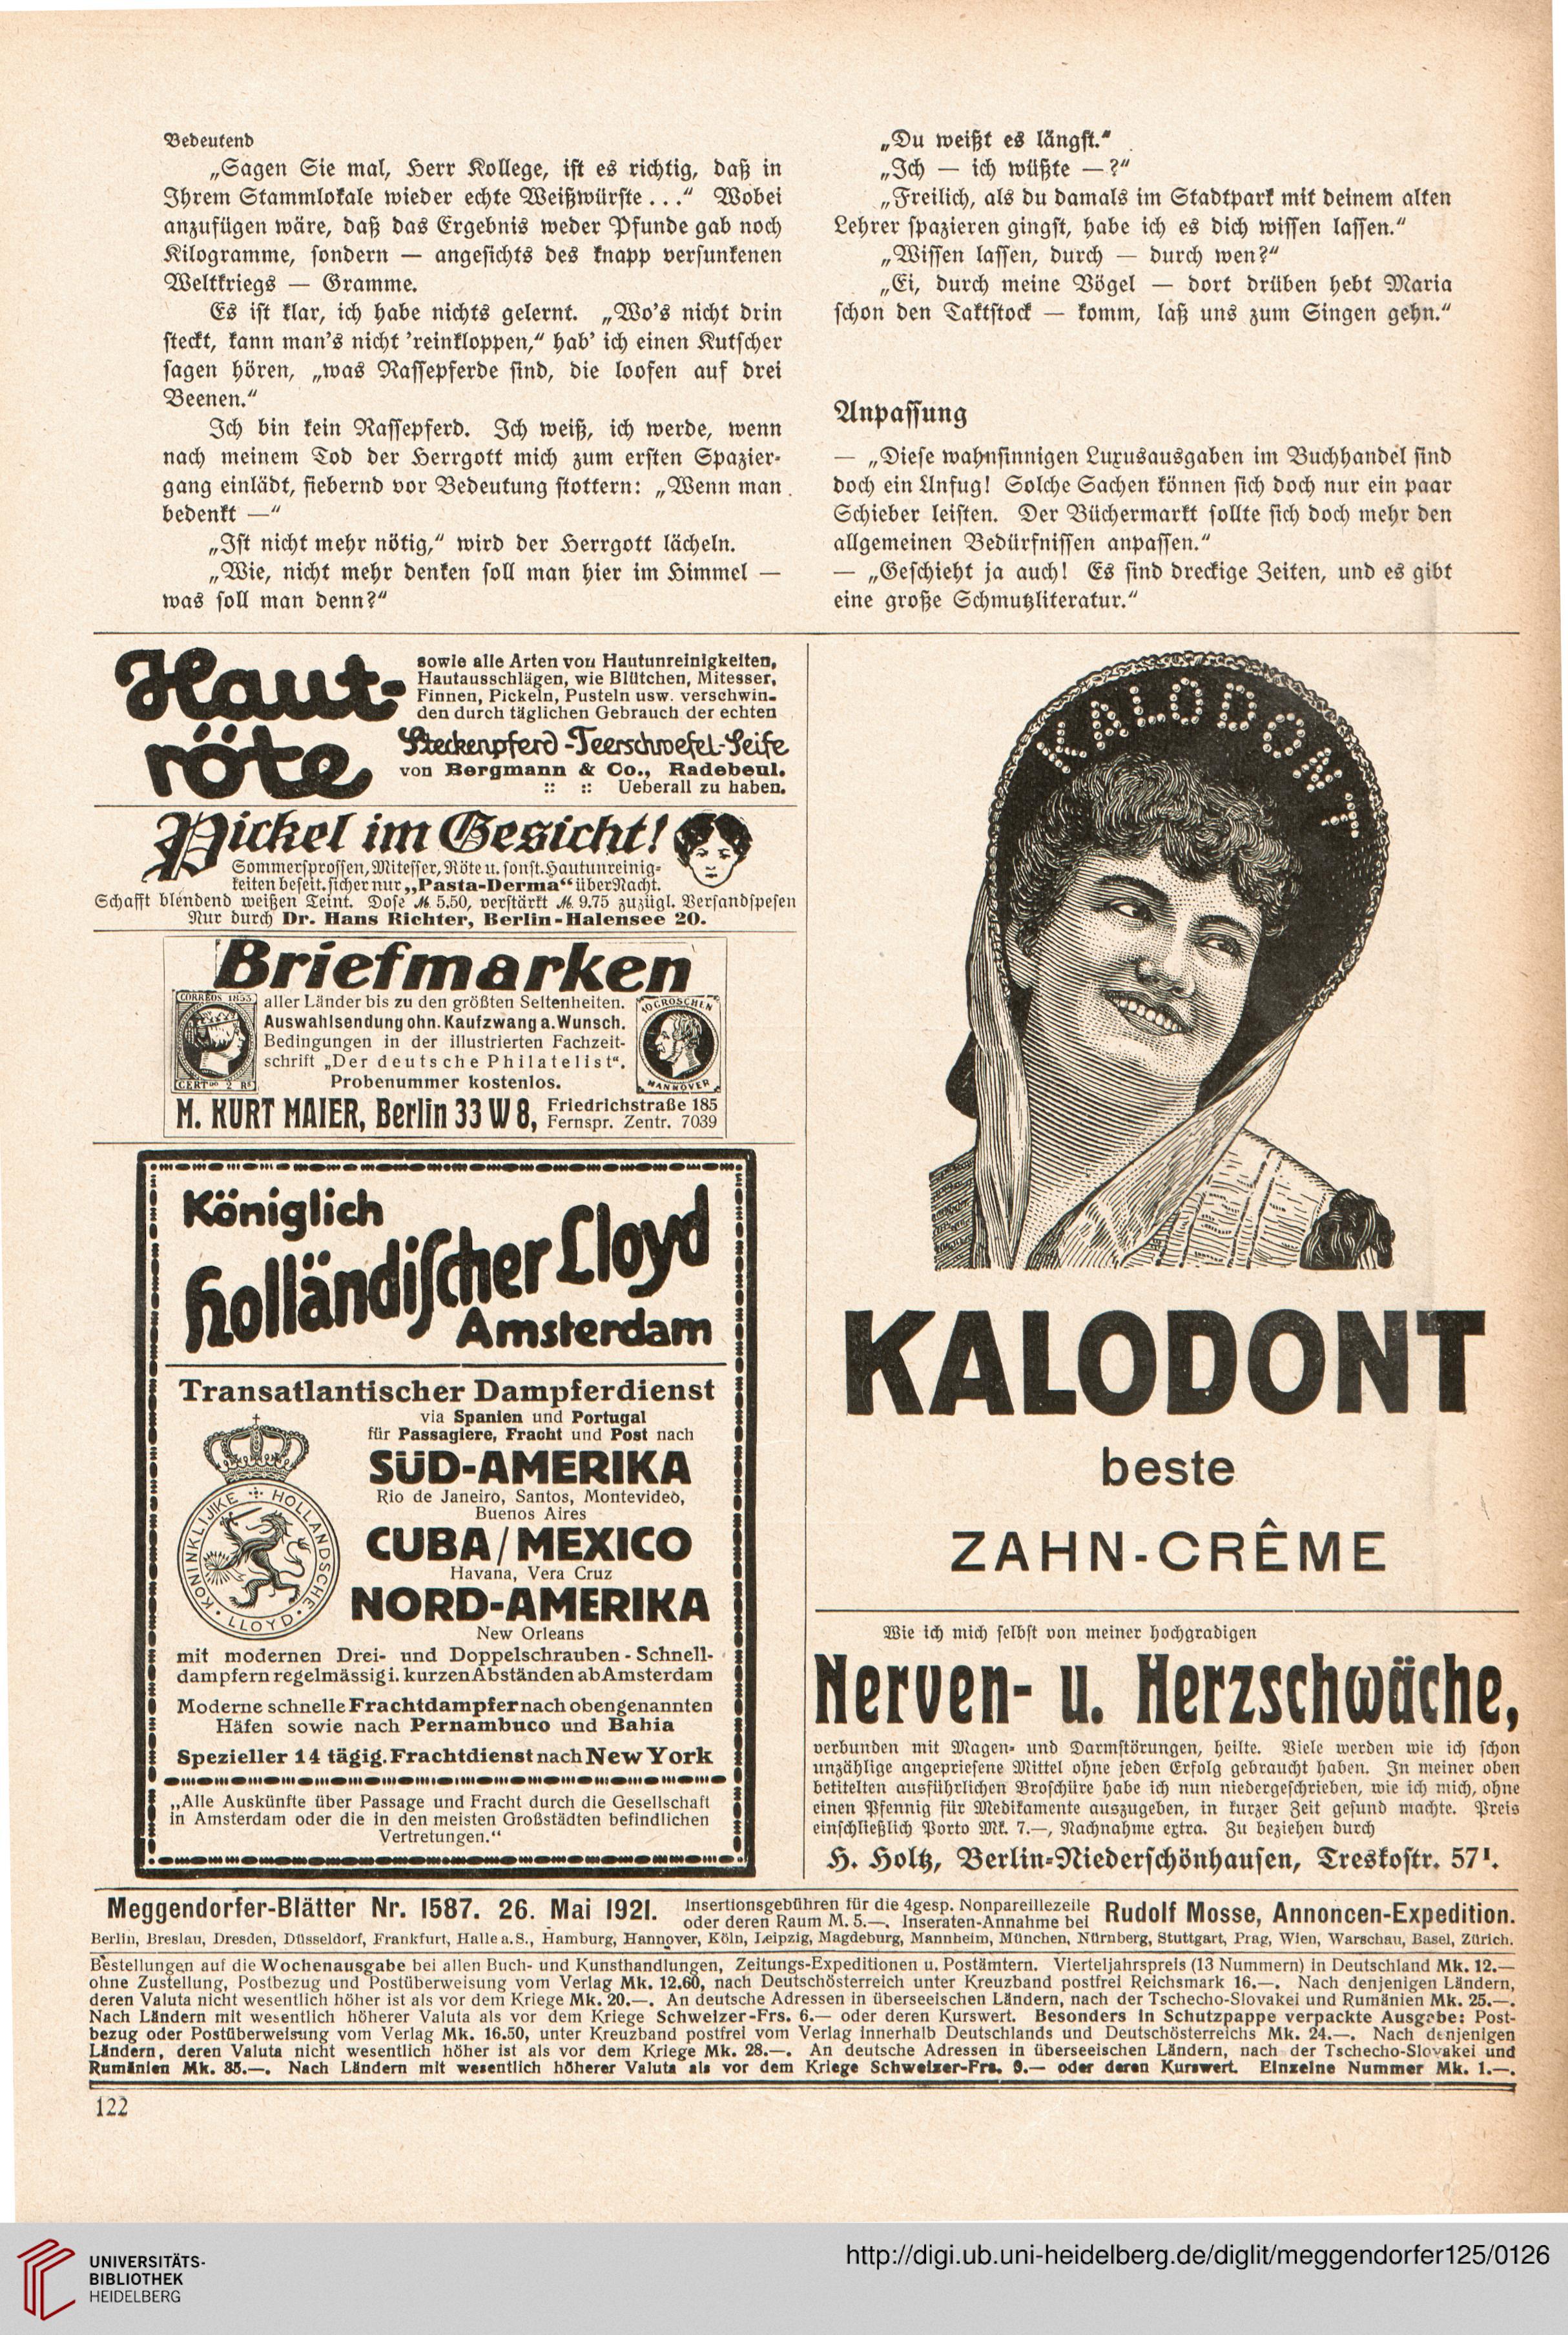 Bedeutend
„Sagen Sie mal, Herr Kollege, ist es richtig, daß in
Ihrem Stammlokale wieder echte Weißwürste . . .“ Wobei
anzufügen wäre, daß das Ergebnis weder Pfunde gab noch
Kilogramme, sondern — angesichts des knapp versunkenen
Weltkriegs — Gramme.
Es ist klar, ich habe nichts gelernt. „Wo's nicht drin
steckt, kann man's nicht 'reinkloppen,“ hab' ich einen Kutscher
sagen hören, „was Rassepferde sind, die loofen auf drei
Beenen.“
Ich bin kein Rassepferd. Ich weiß, ich werde, wenn
nach meinem Tod der Herrgott mich zum ersten Spazier-
gang einlädt, fiebernd vor Bedeutung stottern: „Wenn man
bedenkt —“
„Ist nicht mehr nötig,“ wird der Herrgott lächeln.
„Wie, nicht mehr denken soll man hier im Himmel —
was soll man denn?“
„Du weißt es längst.“
„Ich — ich wüßte —?“
„Freilich, als du damals im Stadtpark mit deinem alten
Lehrer spazieren gingst, habe ich es dich wissen lassen.“
„Wissen lassen, durch — durch wen?“
„Ei, durch meine Vögel — dort drüben hebt Maria
schon den Taktstock — komm, laß uns zum Singen gehn.“
Anpassung
— „Diese wahnsinnigen Luxusausgaben im Buchhandel sind
doch ein Unfug! Solche Sachen können sich doch nur ein paar
Schieber leisten. Der Büchermarkt sollte sich doch mehr den
allgemeinen Bedürfnissen anpassen.“
— „Geschieht ja auch! Es sind dreckige Zeiten, und es gibt
eine große Schmutzliteratur.“
Haut-
röte
sowie alle Arten von Hautunreinigkeiten,
Hautausschlägen, wie Blütchen, Mitesser,
Finnen, Pickeln, Pusteln usw. verschwin-
den durch täglichen Gebrauch der echten
Steckenpferd-Teerschwefel-Seife
von Bergmann & Co., Radebeul.
:: :: Ueberall zu haben.
Pickel im Gesicht!
Sommersprossen, Mitesser, Röte u. sonst. Hautunreinig-
keiten beseit. sicher nur „Pasta-Derma“ über Nacht.
Schafft blendend weißen Teint. Dose ℳ 5.50, verstärkt ℳ 9.75 zuzügl. Versandspesen
Nur durch Dr. Hans Richter, Berlin-Halensee 20.
Briefmarken
CORREOS 1853
CERTDO 2 Rs
aller Länder bis zu den größten Seltenheiten.
Auswahlsendung ohn. Kaufzwang a. Wunsch.
Bedingungen in der illustrierten Fachzeit-
schrift „Der deutsche Philatelist“.
Probenummer kostenlos.
10 GROSCHEN
HANNOVER
M. KURT MAIER, Berlin 33 W 8, Friedrichstraße 185
Fernspr. Zentr. 7039
Königlich
holländischer Lloyd
Amsterdam
Transatlantischer Dampferdienst
via Spanien und Portugal
für Passagiere, Fracht und Post nach
SÜD-AMERIKA
Rio de Janeiro, Santos, Montevideo,
Buenos Aires
CUBA / MEXICO
Havana, Vera Cruz
NORD-AMERIKA
New Orleans
KONINKLIJKE HOLLANDSCHE LLOYD
mit modernen Drei- und Doppelschrauben-Schnell-
dampfern regelmässig i. kurzen Abständen ab Amsterdam
Moderne schnelle Frachtdampfer nach obengenannten
Häfen sowie nach Pernambuco und Bahia
Spezieller 14 tägig. Frachtdienst nach New York
„Alle Auskünfte über Passage und Fracht durch die Gesellschaft
in Amsterdam oder die in den meisten Großstädten befindlichen
Vertretungen.“
KALODONT
KALODONT
beste
ZAHN-CRÊME
Wie ich mich selbst von meiner hochgradigen
Nerven- u. Herzschwäche,
verbunden mit Magen- und Darmstörungen, heilte. Viele werden wie ich schon
unzählige angepriesene Mittel ohne jeden Erfolg gebraucht haben. In meiner oben
betitelten ausführlichen Broschüre habe ich nun niedergeschrieben, wie ich mich, ohne
einen Pfennig für Medikamente auszugeben, in kurzer Zeit gesund machte. Preis
einschließlich Porto Mk. 7.—, Nachnahme extra. Zu beziehen durch
H. Holtz, Berlin-Niederschönhausen, Treskostr. 57 I.
Meggendorfer-Blätter Nr. 1587. 26. Mai 1921. Insertionsgebühren für die 4gesp. Nonpareillezeile
oder deren Raum M. 5.—. Inseraten-Annahme bei Rudolf Mosse, Annoncen-Expedition.
Berlin, Breslau, Dresden, Düsseldorf, Frankfurt, Halle a. S., Hamburg, Hannover, Köln, Leipzig, Magdeburg, Mannheim, München, Nürnberg, Stuttgart, Prag, Wien, Warschau, Basel, Zürich.
Bestellungen auf die Wochenausgabe bei allen Buch- und Kunsthandlungen, Zeitungs-Expeditionen u. Postämtern. Vierteljahrspreis (13 Nummern) in Deutschland Mk. 12.—
ohne Zustellung, Postbezug und Postüberweisung vom Verlag Mk. 12.60, nach Deutschösterreich unter Kreuzband postfrei Reichsmark 16.—. Nach denjenigen Ländern,
deren Valuta nicht wesentlich höher ist als vor dem Kriege Mk. 20.—. An deutsche Adressen in überseeischen Ländern, nach der Tschecho-Slovakei und Rumänien Mk. 25.—.
Nach Ländern mit wesentlich höherer Valuta als vor dem Kriege Schweizer-Frs. 6.— oder deren Kurswert. Besonders in Schutzpappe verpackte Ausgabe: Post-
bezug oder Postüberweisung vom Verlag Mk. 16.50, unter Kreuzband postfrei vom Verlag innerhalb Deutschlands und Deutschösterreichs Mk. 24.—. Nach denjenigen
Ländern, deren Valuta nicht wesentlich höher ist als vor dem Kriege Mk. 28.—. An deutsche Adressen in überseeischen Ländern, nach der Tschecho-Slovakei und
Rumänien Mk. 35.—. Nach Ländern mit wesentlich höherer Valuta als vor dem Kriege Schweizer-Frs. 9.— oder deren Kurswert. Einzelne Nummer Mk. 1.—.
122
UNIVERSITÄTS-
BIBLIOTHEK
HEIDELBERG
http://digi.ub.uni-heidelberg.de/diglit/meggendorfer125/0126